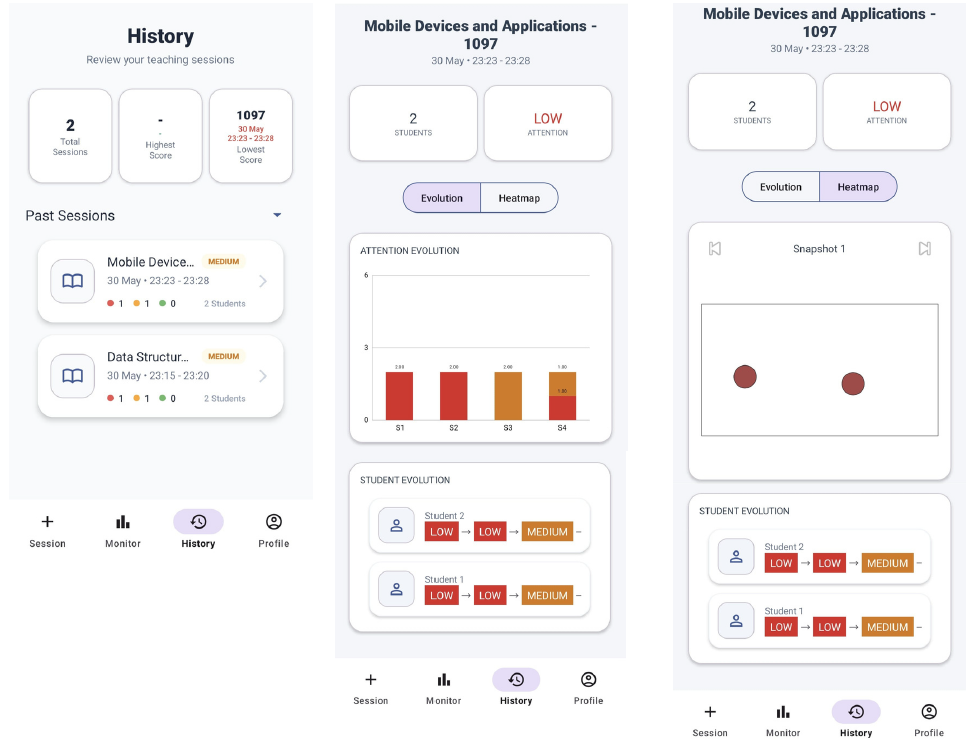 History
Review your teaching sessions
2
Total
Sessions
-
-
Highest
Score
1097
30 May
23:23 - 23:28
Lowest
Score
Past Sessions
Mobile Device... MEDIUM
30 May • 23:23 - 23:28
1 1 0 2 Students
Data Structur... MEDIUM
30 May • 23:15 - 23:20
1 1 0 2 Students
Session Monitor History Profile
Mobile Devices and Applications -
1097
30 May • 23:23 - 23:28
2
STUDENTS
LOW
ATTENTION
Evolution Heatmap
ATTENTION EVOLUTION
6
3
0
2.00 2.00 2.00 1.00
1.00
S1 S2 S3 S4
STUDENT EVOLUTION
Student 2
LOW → LOW → MEDIUM –
Student 1
LOW → LOW → MEDIUM –
Session Monitor History Profile
Mobile Devices and Applications -
1097
30 May • 23:23 - 23:28
2
STUDENTS
LOW
ATTENTION
Evolution Heatmap
Snapshot 1
STUDENT EVOLUTION
Student 2
LOW → LOW → MEDIUM –
Student 1
LOW → LOW → MEDIUM –
Session Monitor History Profile